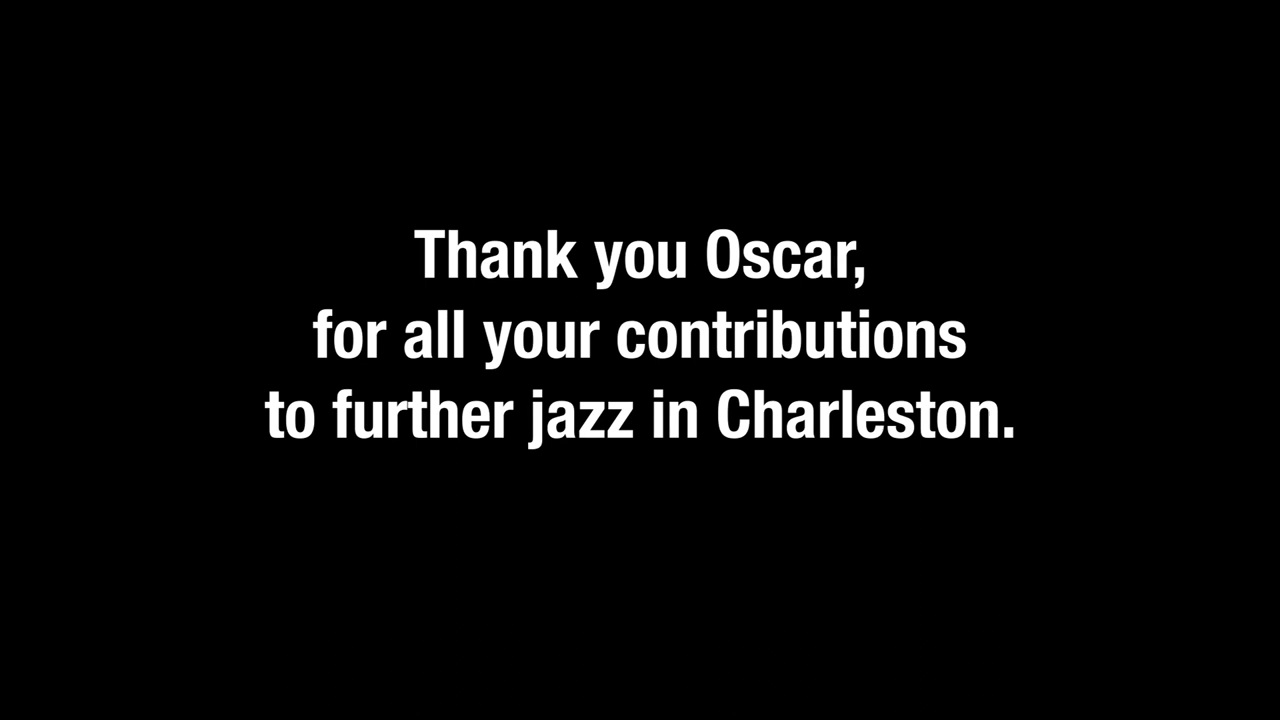 Thank you Oscar,
for all your contributions
to further jazz in Charleston.